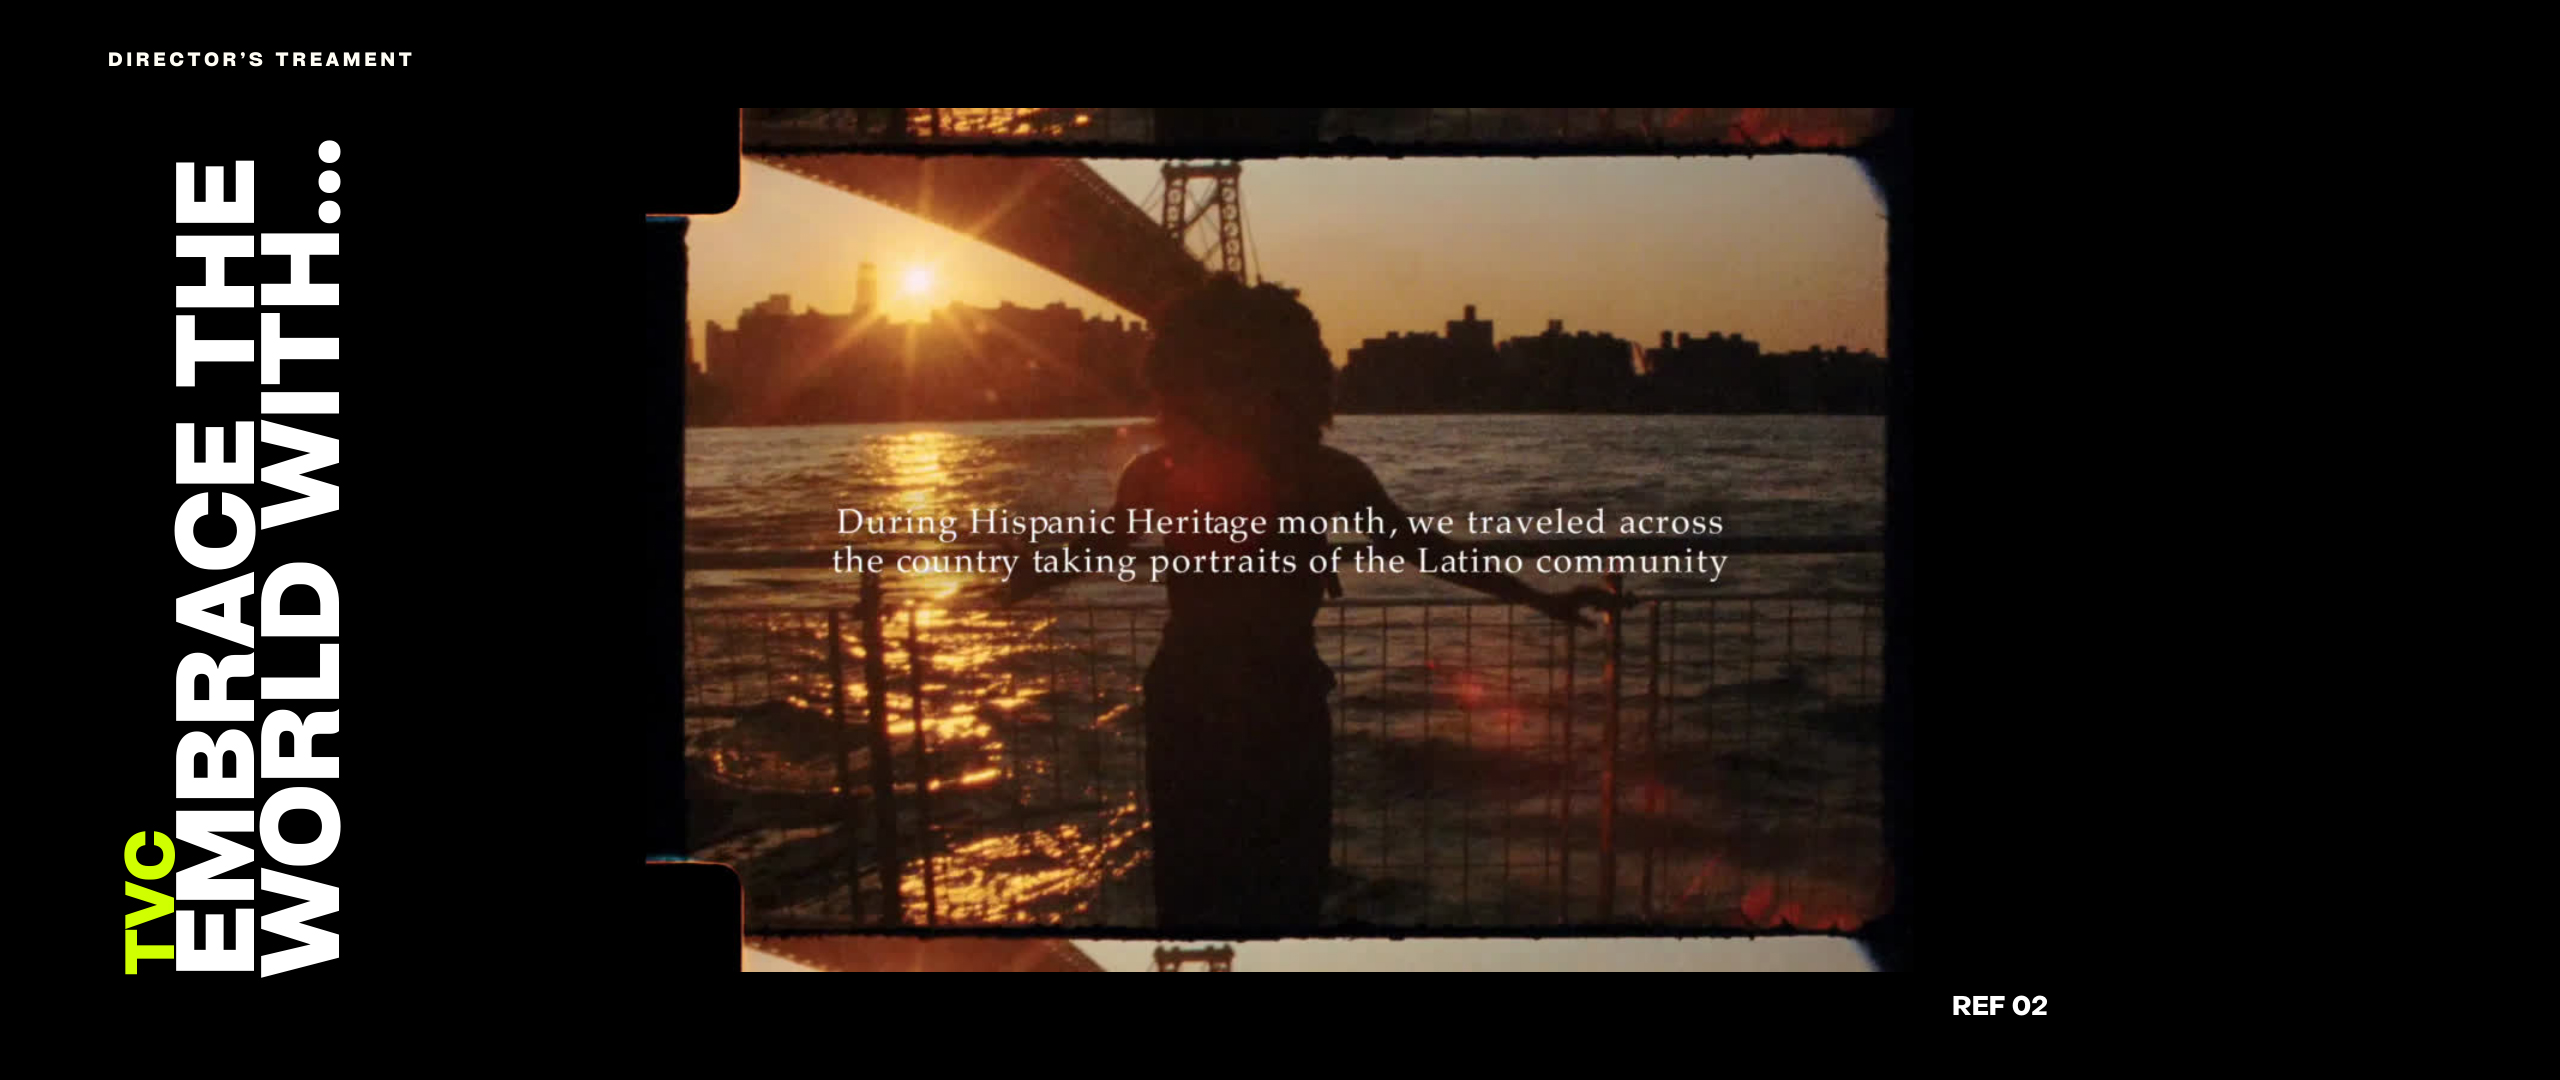 DIRECTOR'S TREAMENT
TVC
EMBRACE THE
WORLD WITH...
During Hispanic Heritage month, we traveled across
the country taking portraits of the Latino community
REF 02